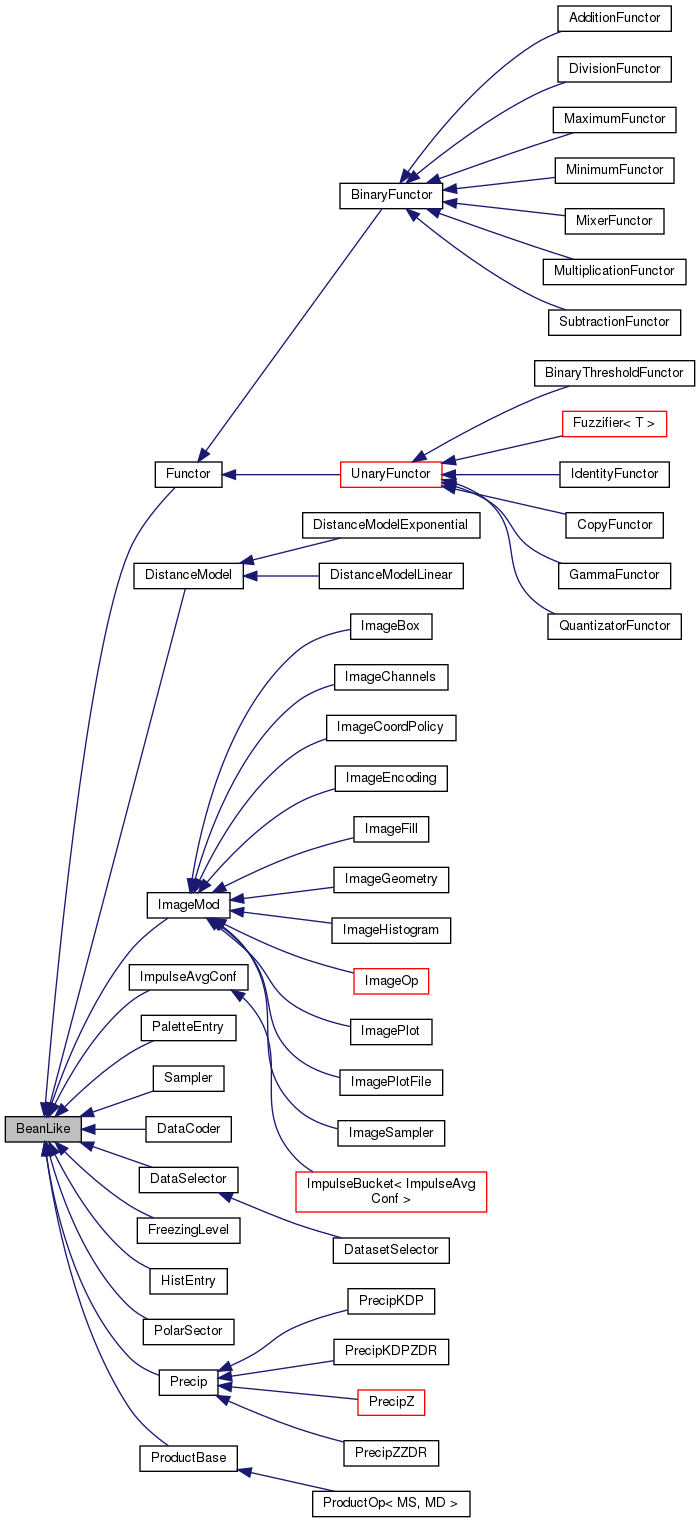 AdditionFunctor
DivisionFunctor
MaximumFunctor
MinimumFunctor
BinaryFunctor
MixerFunctor
MultiplicationFunctor
SubtractionFunctor
BinaryThresholdFunctor
Fuzzifier< T >
Functor
UnaryFunctor
IdentityFunctor
DistanceModelExponential
CopyFunctor
DistanceModel
DistanceModelLinear
GammaFunctor
ImageBox
QuantizatorFunctor
ImageChannels
ImageCoordPolicy
ImageEncoding
ImageFill
ImageGeometry
ImageMod
ImageHistogram
ImpulseAvgConf
ImageOp
PaletteEntry
ImagePlot
Sampler
ImagePlotFile
BeanLike
DataCoder
ImageSampler
DataSelector
ImpulseBucket< ImpulseAvg
Conf >
FreezingLevel
DatasetSelector
HistEntry
PrecipKDP
PolarSector
PrecipKDPZDR
Precip
PrecipZ
PrecipZZDR
ProductBase
ProductOp< MS, MD >